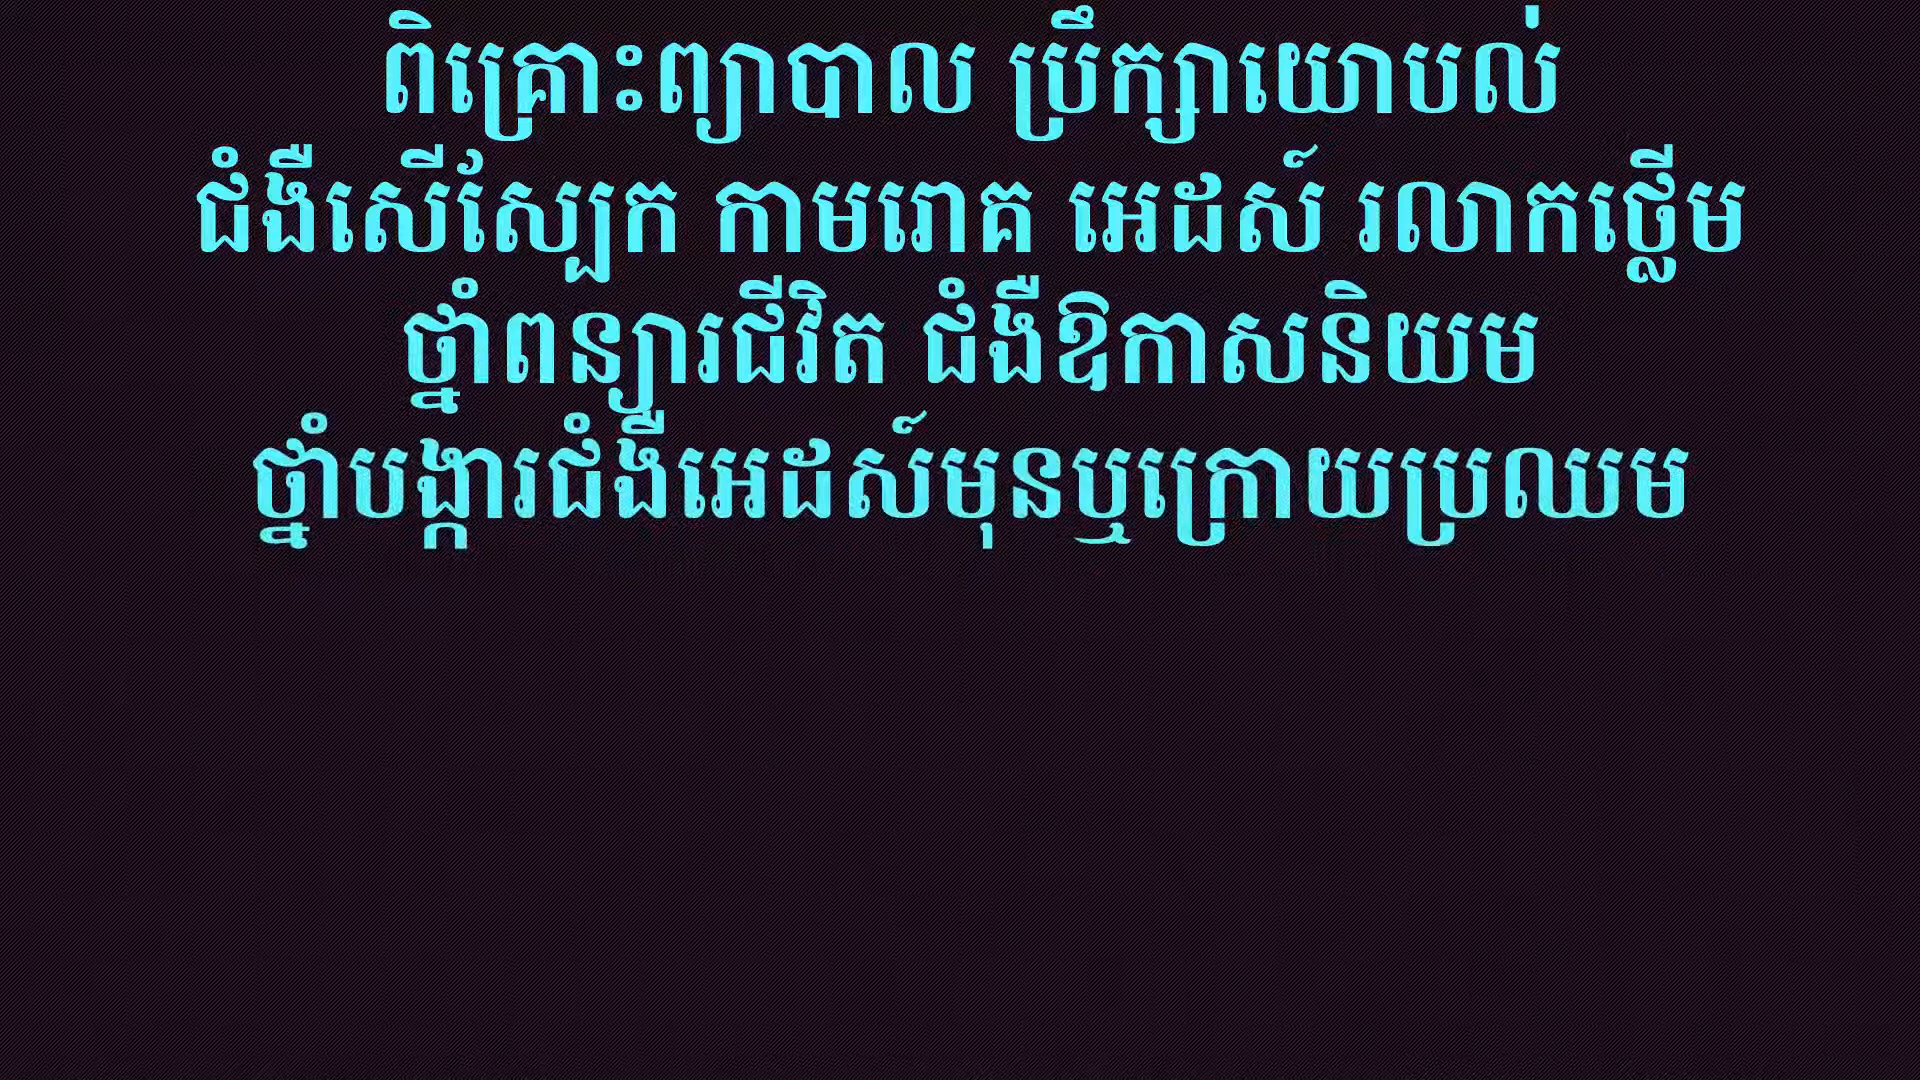 ពិគ្រោះព្យាបាល ប្រឹក្សាយោបល់
ជំងឺសើស្បែក កាមរោគ អេដស៍ រលាកថ្លើម
ថ្នាំពន្យារជីវិត ជំងឺឱកាសនិយម
ថ្នាំបង្ការជំងឺអេដស៍មុនឬក្រោយប្រឈម